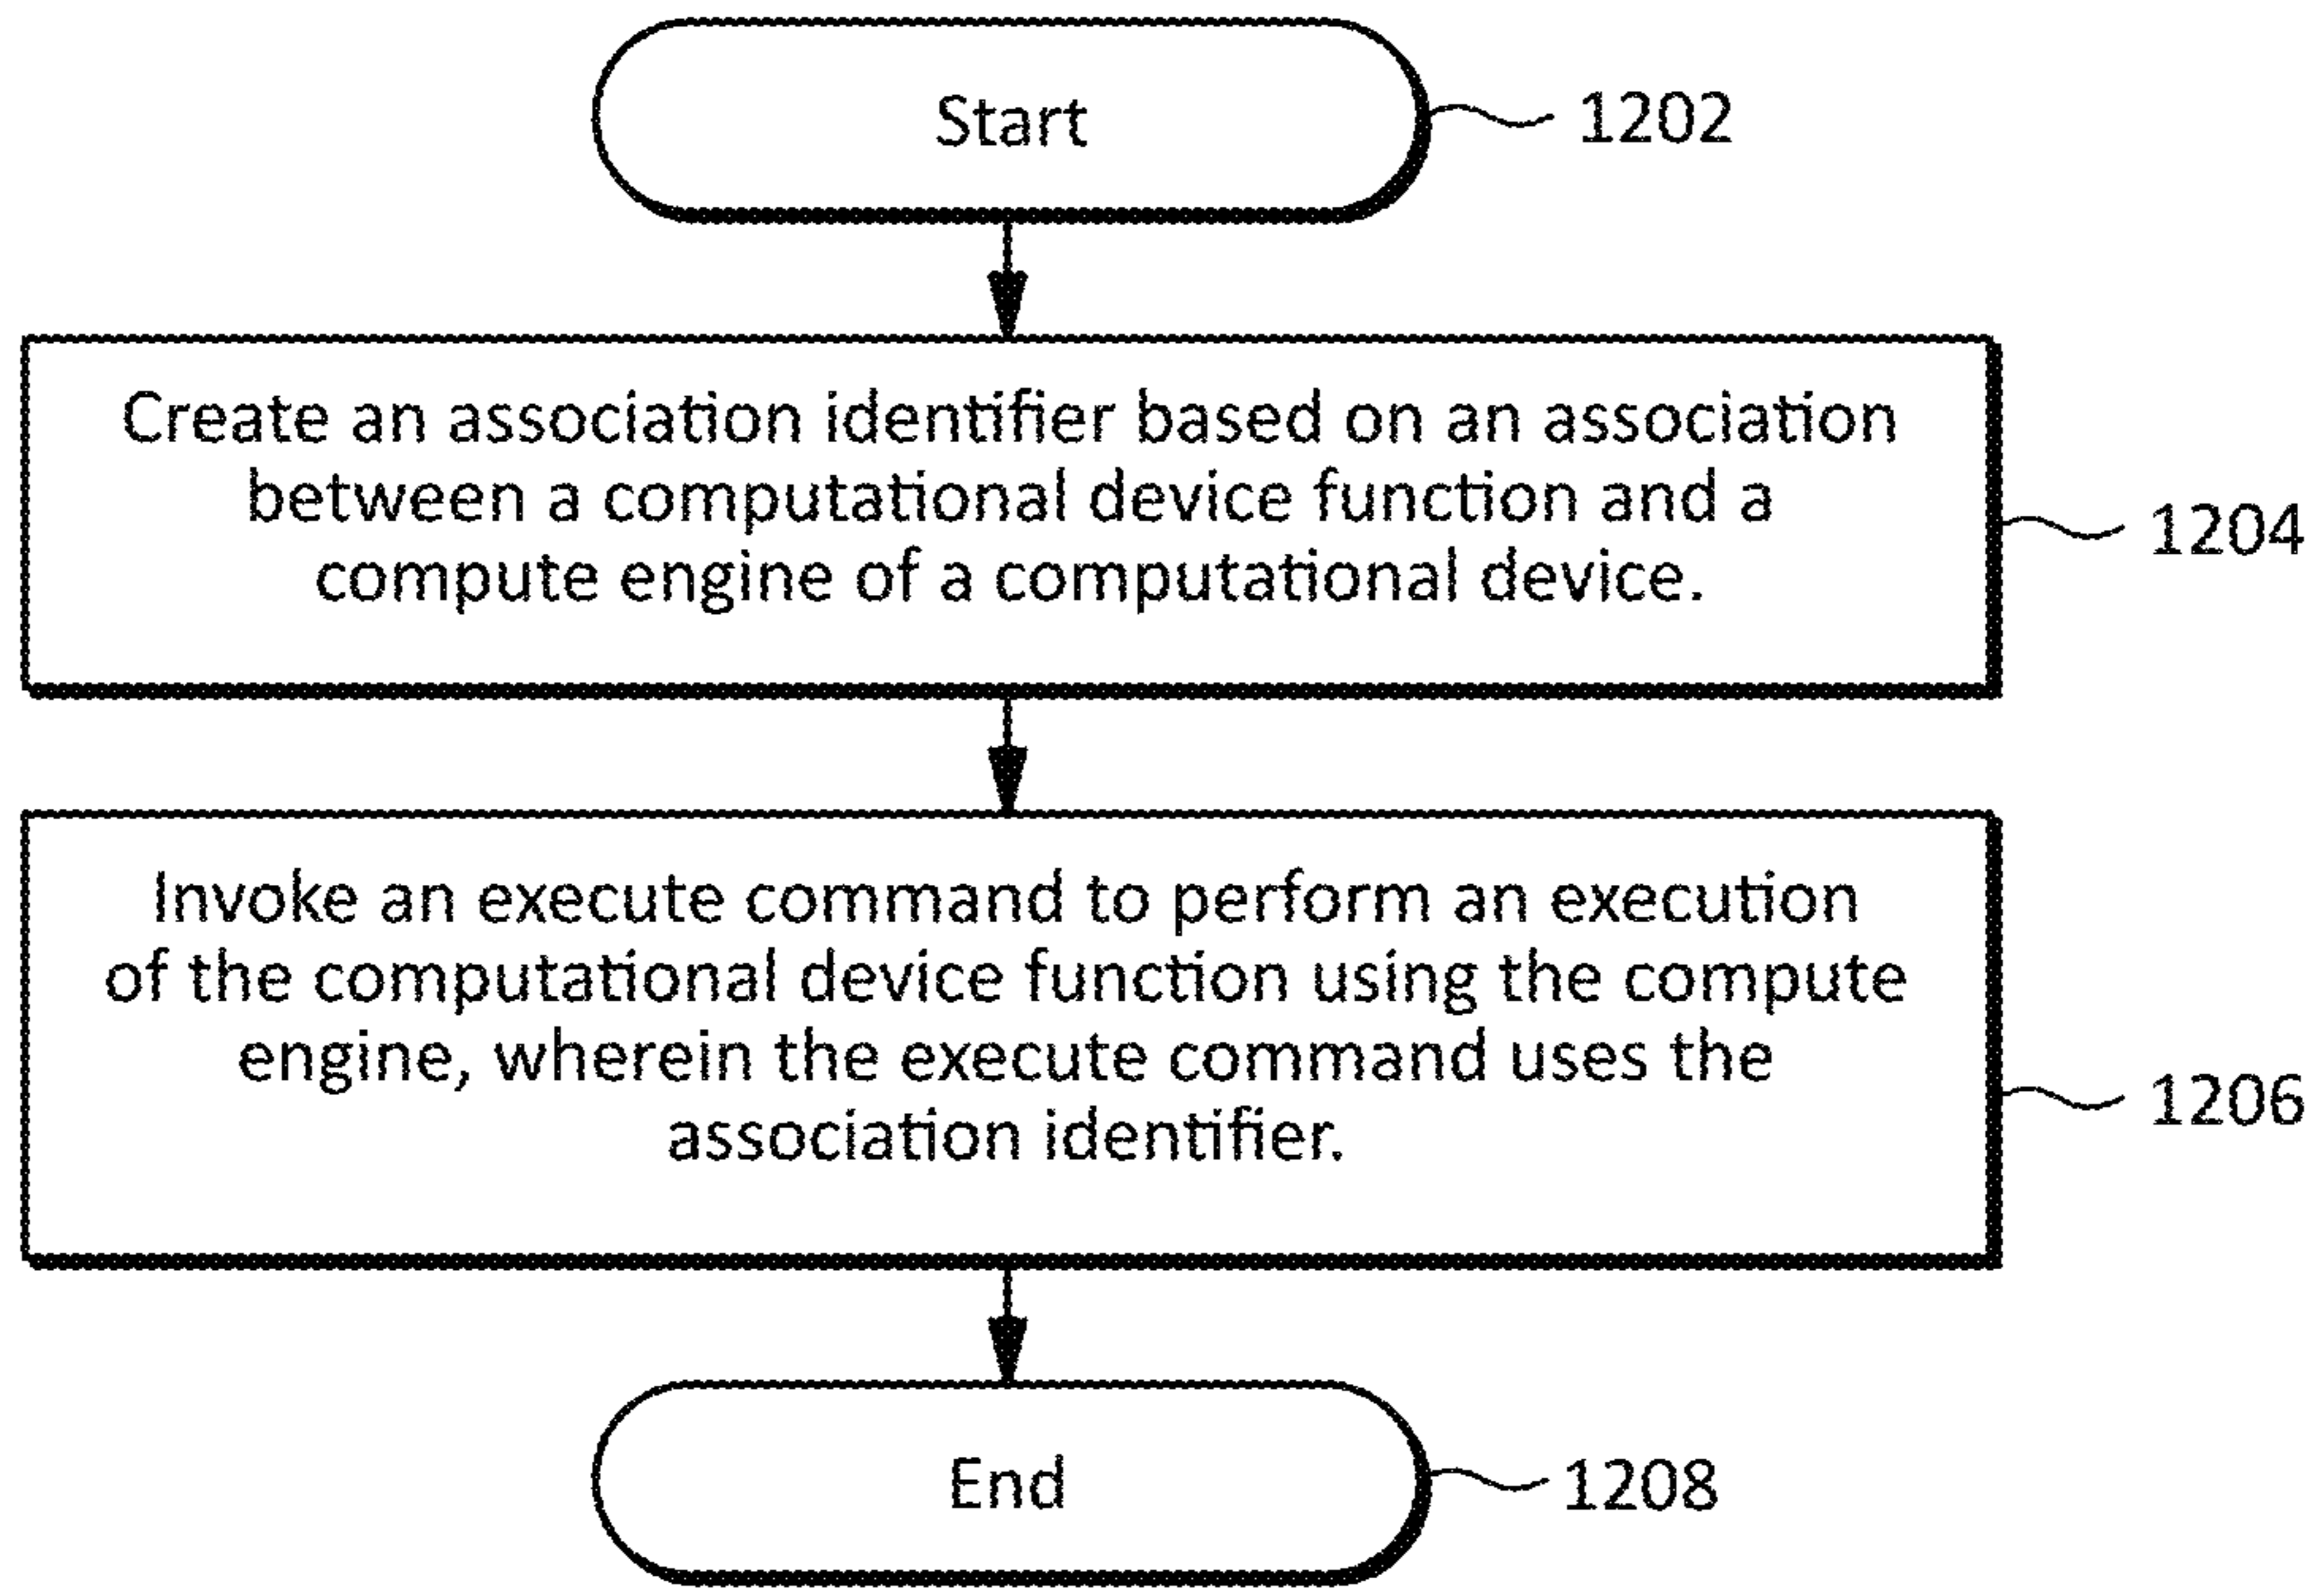 Start
1202
Create an association identifier based on an association
between a computational device function and a
compute engine of a computational device.
1204
Invoke an execute command to perform an execution
of the computational device function using the compute
engine, wherein the execute command uses the
association identifier.
1206
End
1208